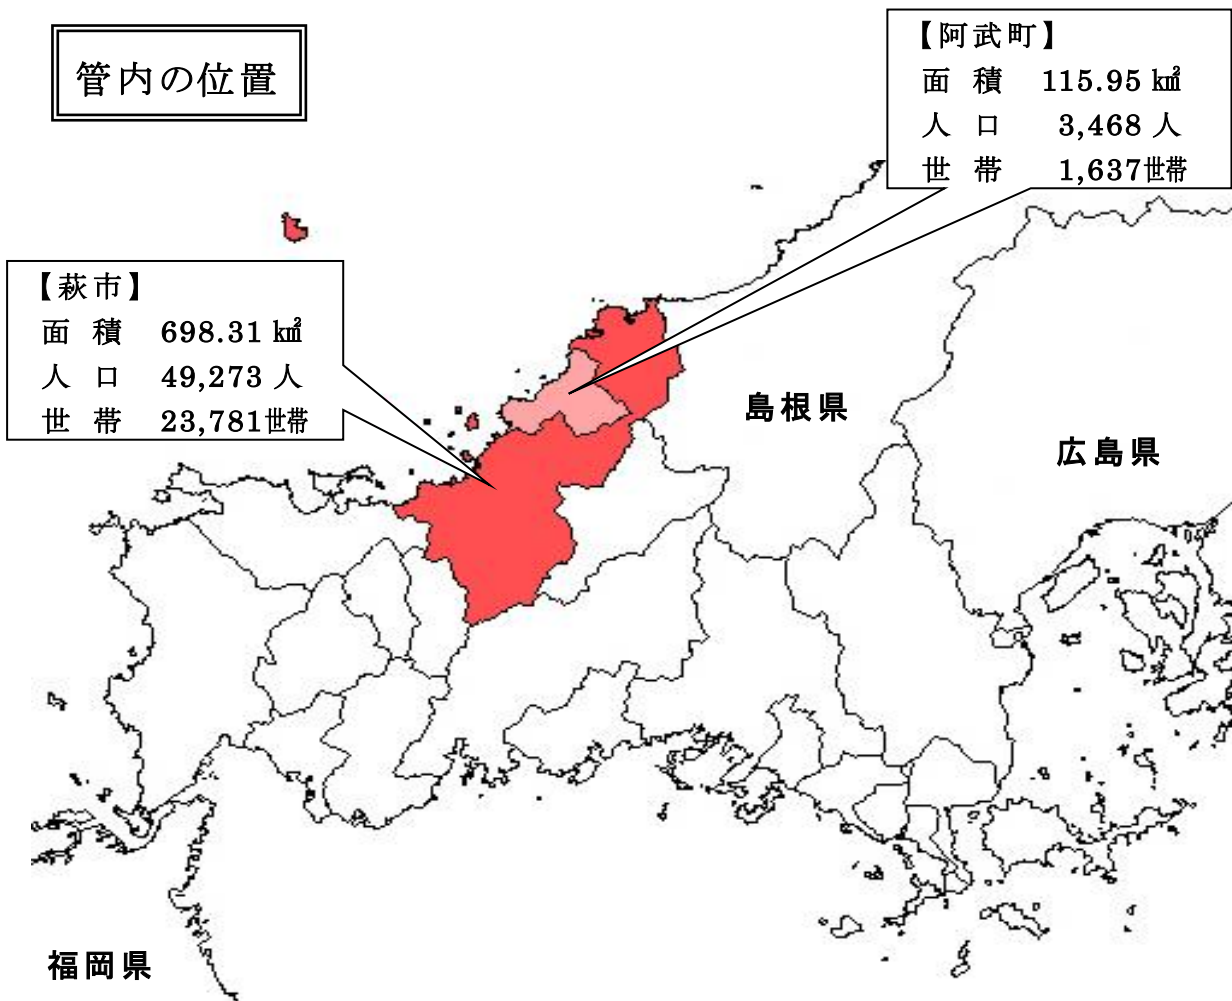 管内の位置
【阿武町】
面 積 115.95 ㎢
人 口 3,468 人
世 帯 1,637世帯
【萩市】
面 積 698.31 ㎢
人 口 49,273 人
世 帯 23,781世帯
島根県
広島県
福岡県